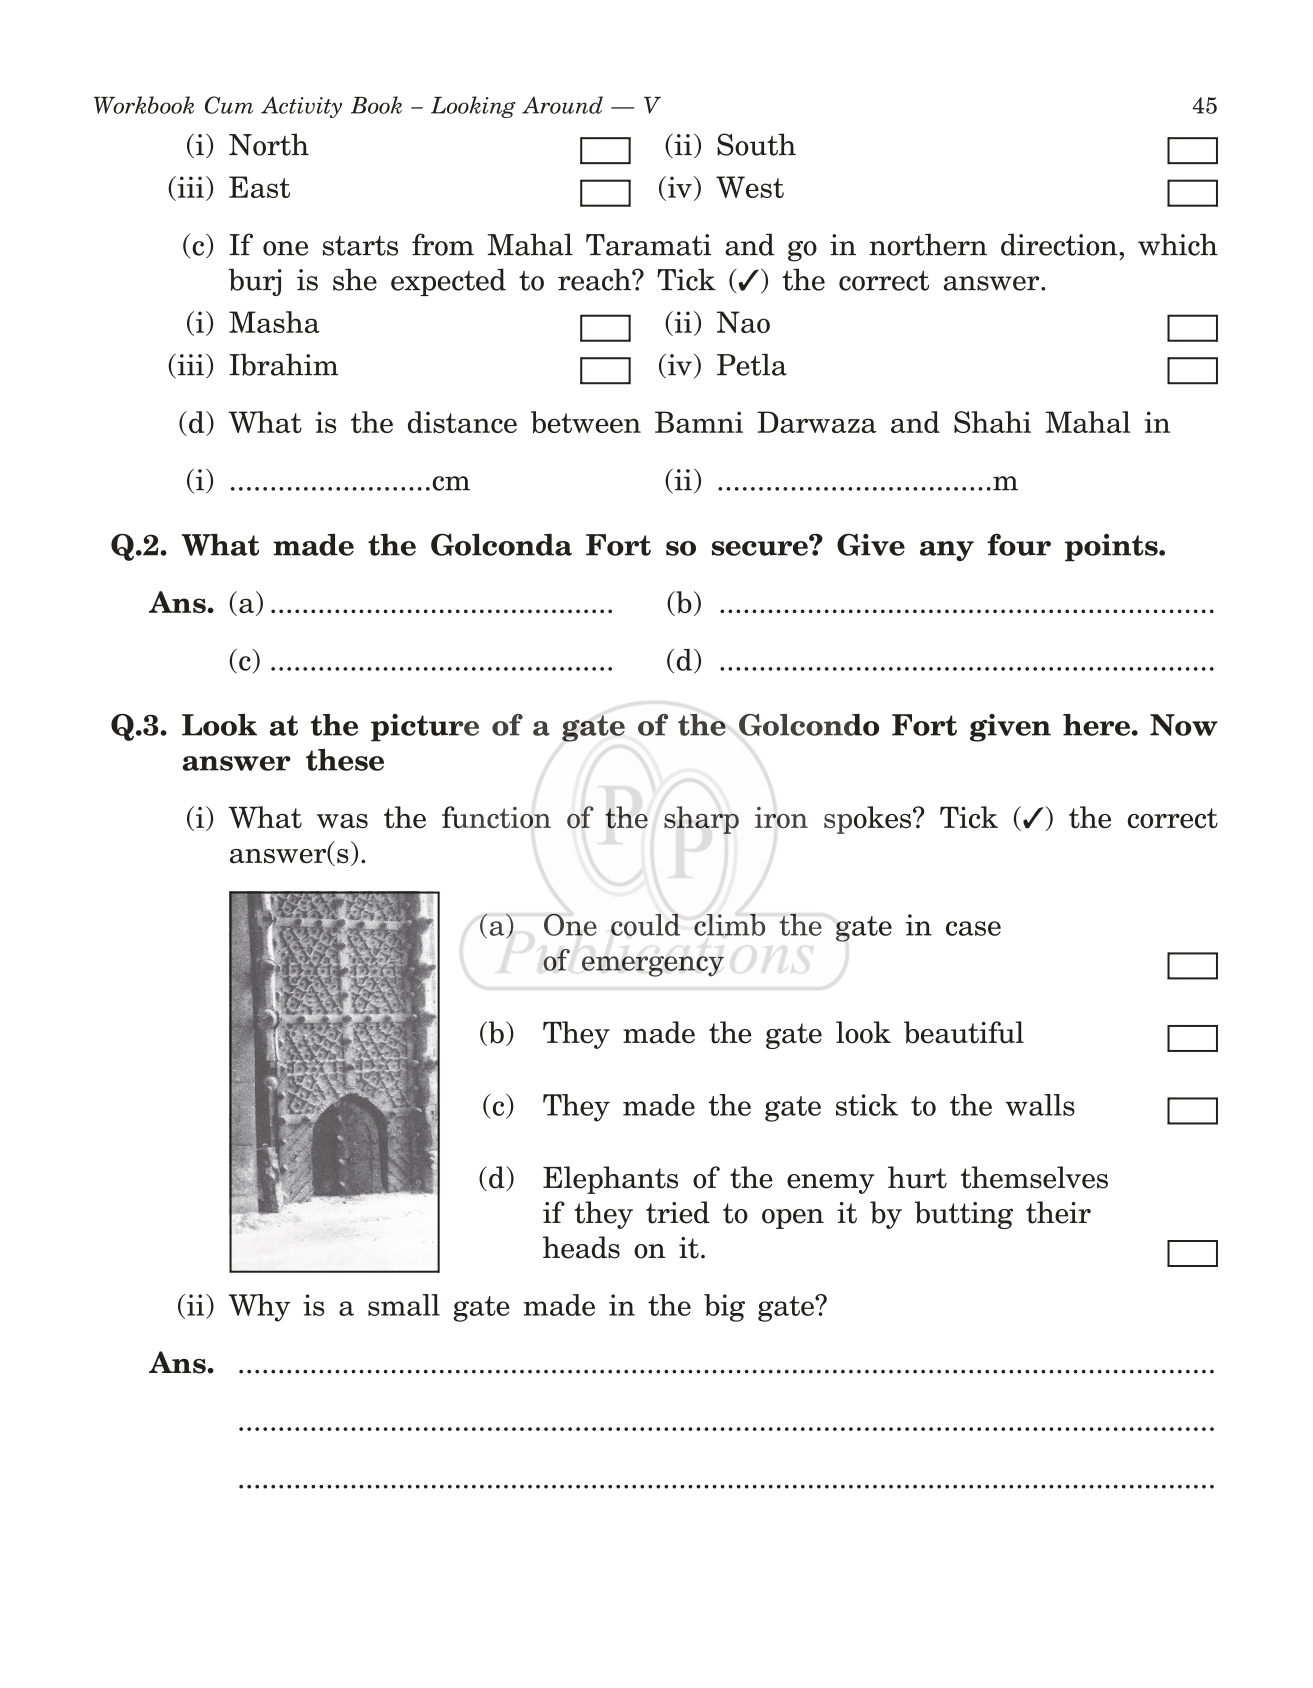 Workbook Cum Activity Book – Looking Around — V 45
(i) North (ii) South
(iii) East (iv) West
(c) If one starts from Mahal Taramati and go in northern direction, which
burj is she expected to reach? Tick (✓) the correct answer.
(i) Masha (ii) Nao
(iii) Ibrahim (iv) Petla
(d) What is the distance between Bamni Darwaza and Shahi Mahal in
(i) .........................cm (ii) ..................................m
Q.2. What made the Golconda Fort so secure? Give any four points.
Ans. (a) .......................................... (b) .............................................................
(c) .......................................... (d) .............................................................
Q.3. Look at the picture of a gate of the Golcondo Fort given here. Now
answer these
(i) What was the function of the sharp iron spokes? Tick (✓) the correct
answer(s).
(a) One could climb the gate in case
of emergency
(b) They made the gate look beautiful
(c) They made the gate stick to the walls
(d) Elephants of the enemy hurt themselves
if they tried to open it by butting their
heads on it.
(ii) Why is a small gate made in the big gate?
Ans. .........................................................................................................................
.........................................................................................................................
.........................................................................................................................
PP
Publications